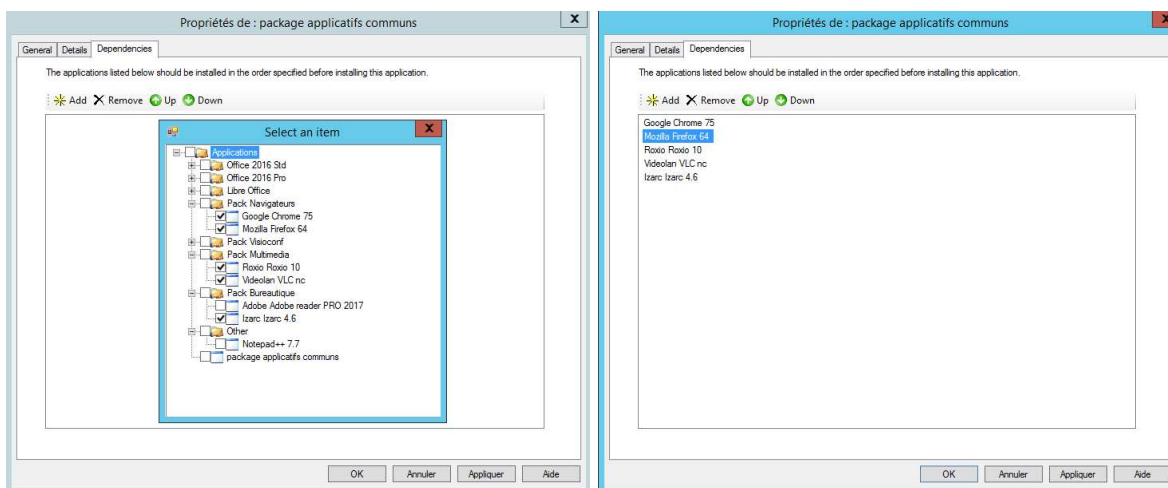 Propriétés de : package applicatifs communs
X
General Details Dependencies
The applications listed below should be installed in the order specified before installing this application.
Add Remove Up Down
Select an item
X
Applications
Office 2016 Std
Office 2016 Pro
Libre Office
Pack Navigateurs
Google Chrome 75
Mozilla Firefox 64
Pack Visioconf
Pack Multimedia
Roxio Roxio 10
Videolan VLC nc
Pack Bureautique
Adobe Adobe reader PRO 2017
Izarc Izarc 4.6
Other
Notepad++ 7.7
package applicatifs communs
OK Annuler Appliquer Aide
Propriétés de : package applicatifs communs
X
General Details Dependencies
The applications listed below should be installed in the order specified before installing this application.
Add Remove Up Down
Google Chrome 75
Mozilla Firefox 64
Roxio Roxio 10
Videolan VLC nc
Izarc Izarc 4.6
OK Annuler Appliquer Aide